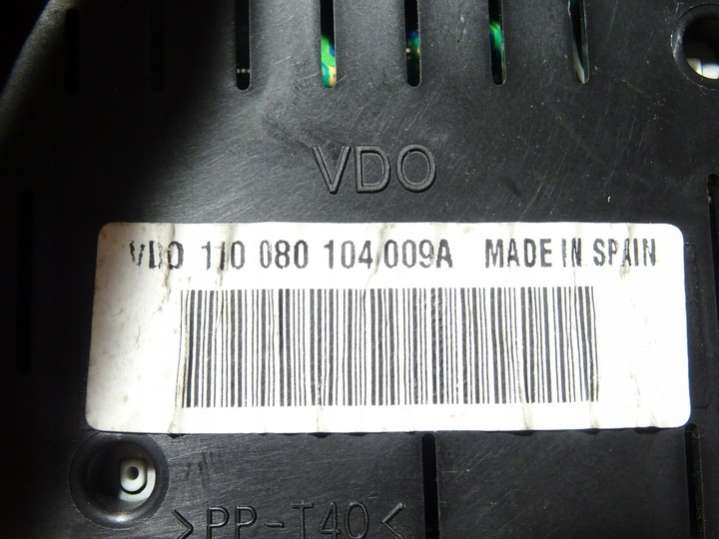 VDO
VDO 110 080 104/009A MADE IN SPAIN
>PP-T40<